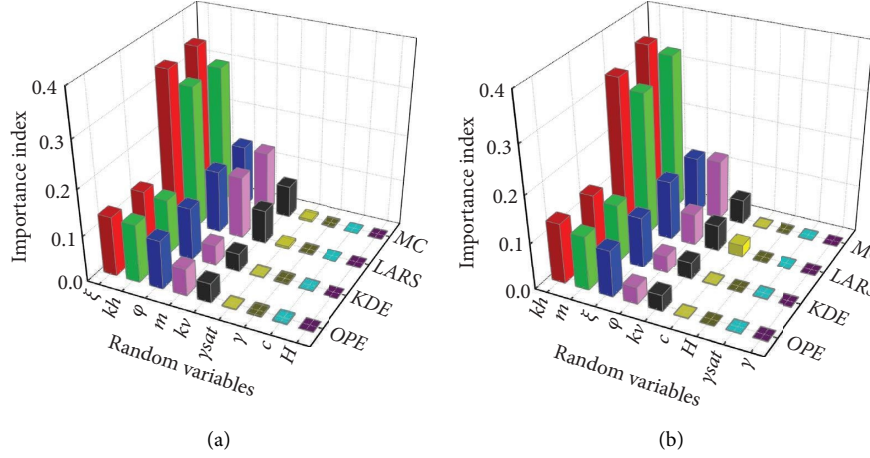 0.4
0.3
0.2
0.1
0.0
Importance index
ξ
kh
φ
m
kv
γsat
γ
c
H
Random variables
MC
LARS
KDE
OPE
(a)
0.4
0.3
0.2
0.1
0.0
Importance index
kh
m
ξ
φ
kv
c
H
γsat
γ
Random variables
MC
LARS
KDE
OPE
(b)